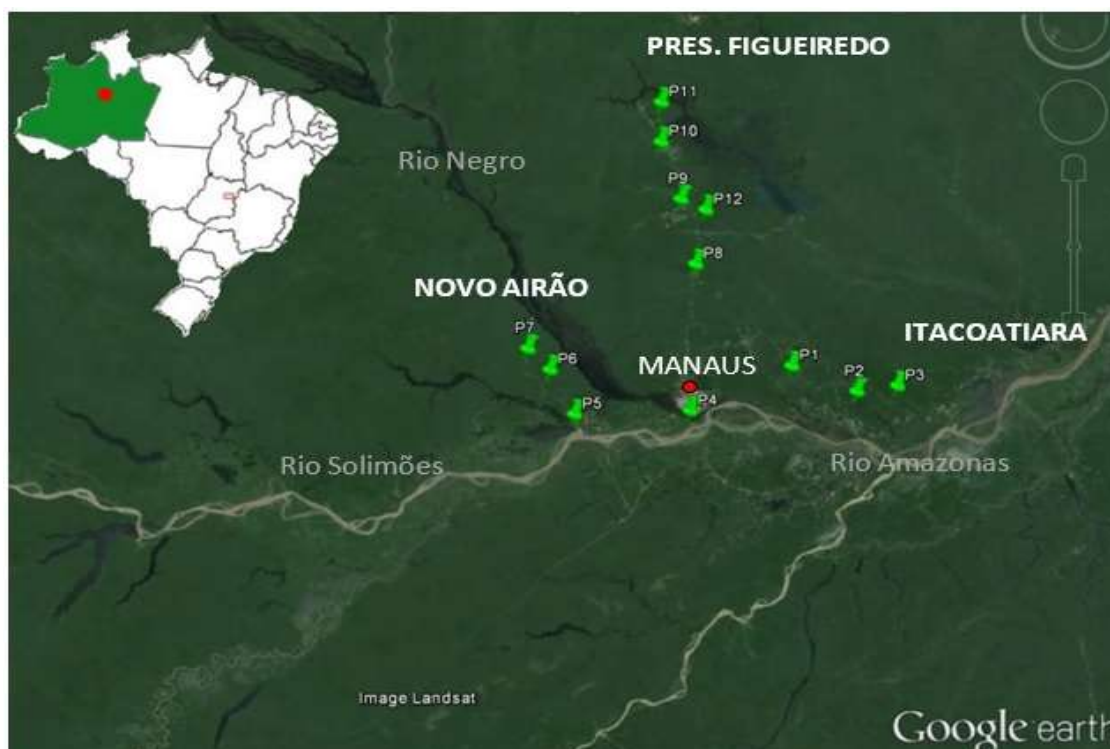 PRES. FIGUEIREDO
P11
P10
Rio Negro
P9
P12
P8
NOVO AIRÃO
ITACOATIARA
P7
MANAUS
P1
P6
P2
P3
P5
P4
Rio Solimões
Rio Amazonas
Image Landsat
Google earth